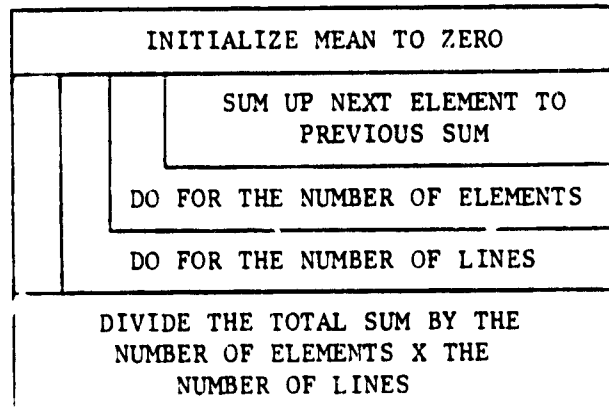 INITIALIZE MEAN TO ZERO
SUM UP NEXT ELEMENT TO
PREVIOUS SUM
DO FOR THE NUMBER OF ELEMENTS
DO FOR THE NUMBER OF LINES
DIVIDE THE TOTAL SUM BY THE
NUMBER OF ELEMENTS X THE
NUMBER OF LINES